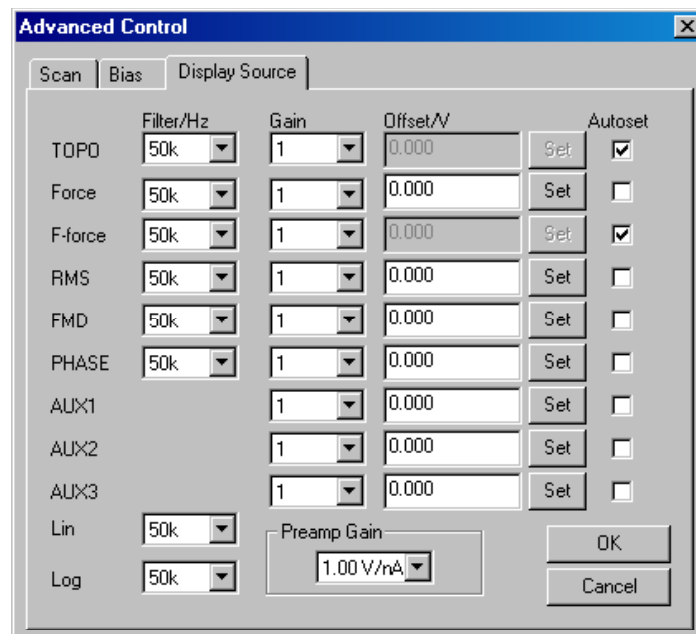 Advanced Control
Scan Bias Display Source
Filter/Hz Gain Offset/V Autoset
TOPO 50k 1 0.000 Set
Force 50k 1 0.000 Set
F-force 50k 1 0.000 Set
RMS 50k 1 0.000 Set
FMD 50k 1 0.000 Set
PHASE 50k 1 0.000 Set
AUX1 1 0.000 Set
AUX2 1 0.000 Set
AUX3 1 0.000 Set
Lin 50k
Preamp Gain
OK
1.00 V/nA
Log 50k
Cancel